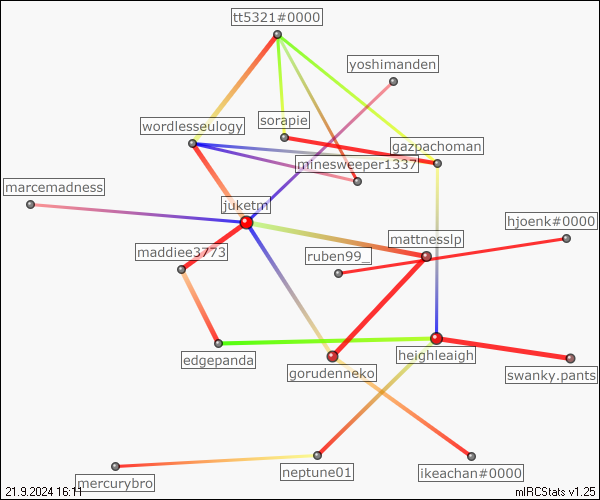 tt5321#0000
yoshimanden
sorapie
wordlesseulogy
gazpachoman
minesweeper1337
marcemadness
juketm
hjoenk#0000
mattnesslp
maddiee3773
ruben99_
edgepanda
heighleaigh
gorudenneko
swanky.pants
neptune01
ikeachan#0000
mercurybro
21.9.2024 16:11
mIRCStats v1.25